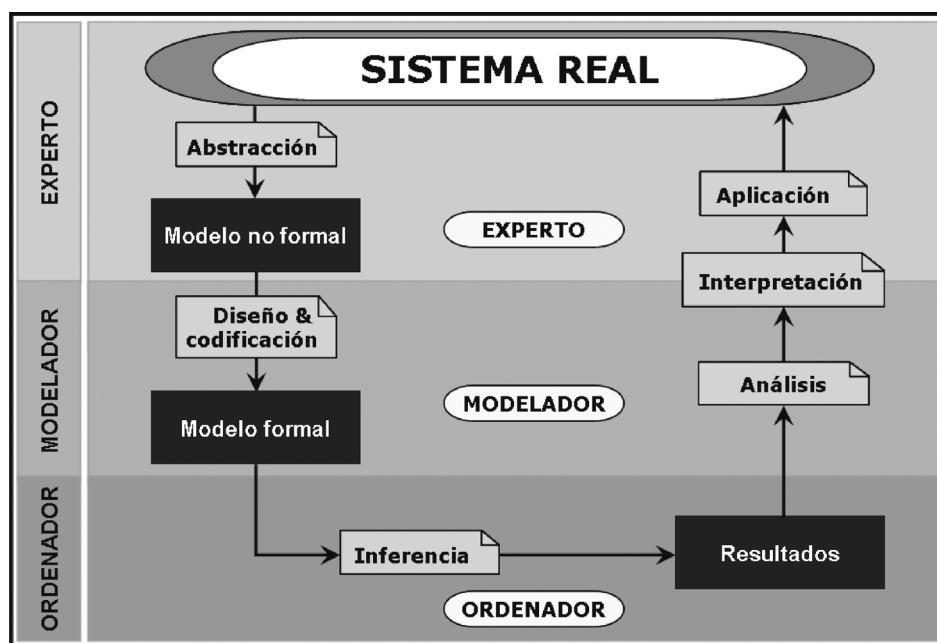 SISTEMA REAL
EXPERTO
Abstracción
Modelo no formal
EXPERTO
Aplicación
Interpretación
MODELADOR
Diseño &
codificación
Modelo formal
MODELADOR
Análisis
ORDENADOR
Inferencia
Resultados
ORDENADOR